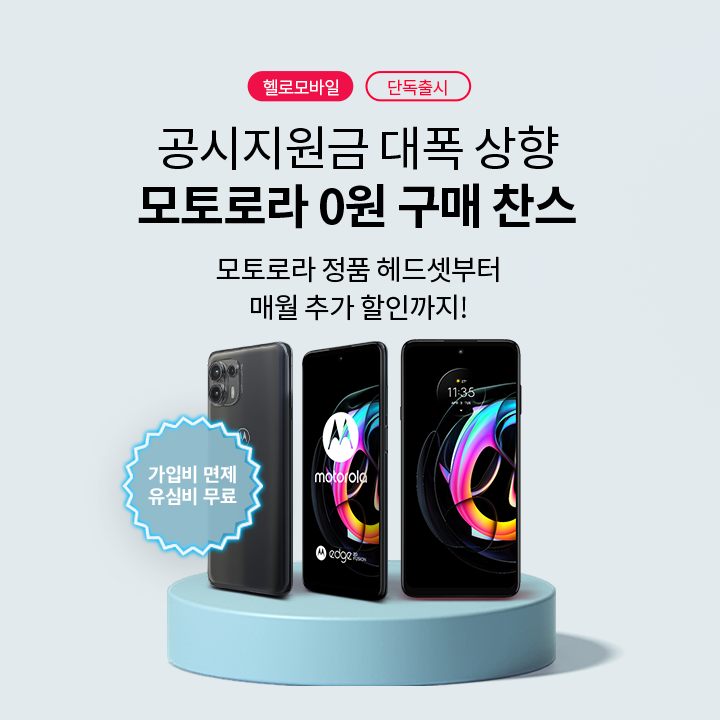 헬로모바일 단독출시
공시지원금 대폭 상향
모토로라 0원 구매 찬스
모토로라 정품 헤드셋부터
매월 추가 할인까지!
11:35
motorola
가입비 면제
유심비 무료
edge 20
FUSION